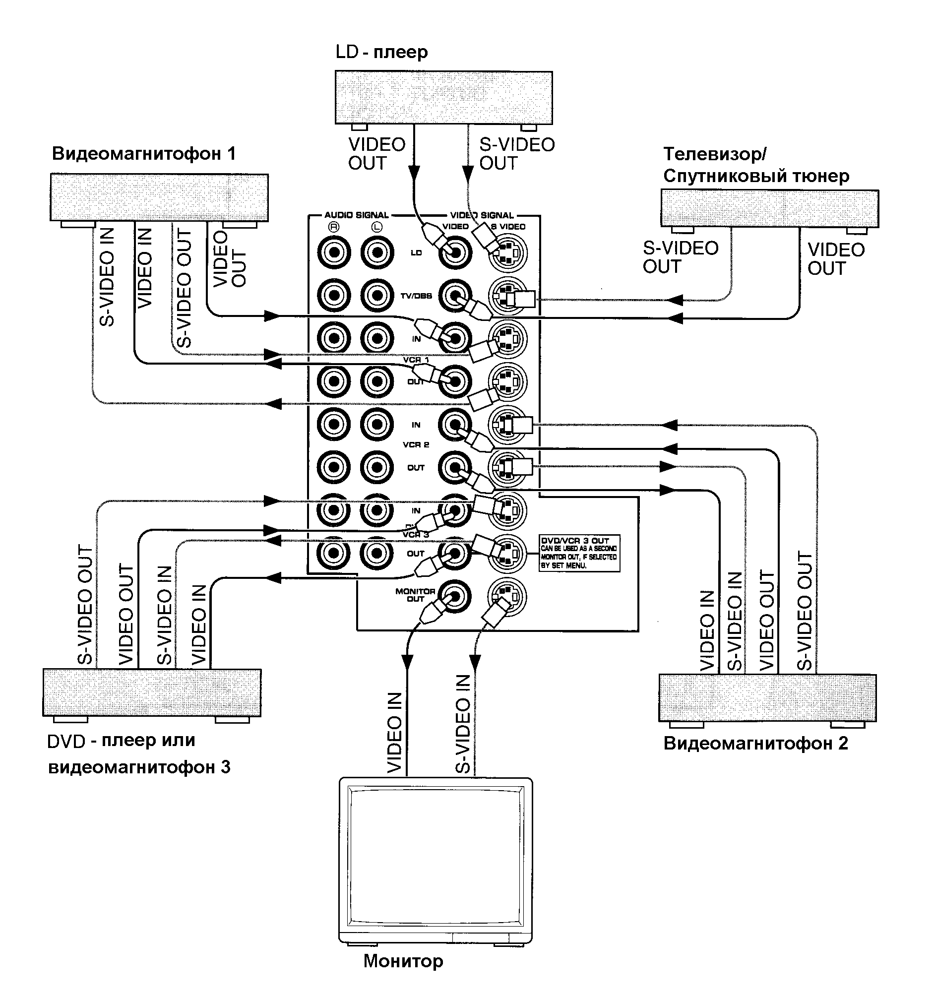 LD - плеер
VIDEO
OUT
S-VIDEO
OUT
Видеомагнитофон 1
S-VIDEO IN
VIDEO IN
S-VIDEO OUT
VIDEO
OUT
Телевизор/
Спутниковый тюнер
S-VIDEO
OUT
VIDEO
OUT
AUDIO SIGNAL
VIDEO SIGNAL
R
L
VIDEO
S VIDEO
LD
TV/DBS
IN
VCR 1
OUT
IN
VCR 2
OUT
IN
VCR 3
OUT
MONITOR
OUT
DVD/VCR 3 OUT
CAN BE USED AS A SECOND
MONITOR OUT, IF SELECTED
BY SET MENU.
S-VIDEO OUT
VIDEO OUT
S-VIDEO IN
VIDEO IN
DVD - плеер или
видеомагнитофон 3
VIDEO IN
S-VIDEO IN
VIDEO OUT
S-VIDEO OUT
Видеомагнитофон 2
VIDEO IN
S-VIDEO IN
Монитор